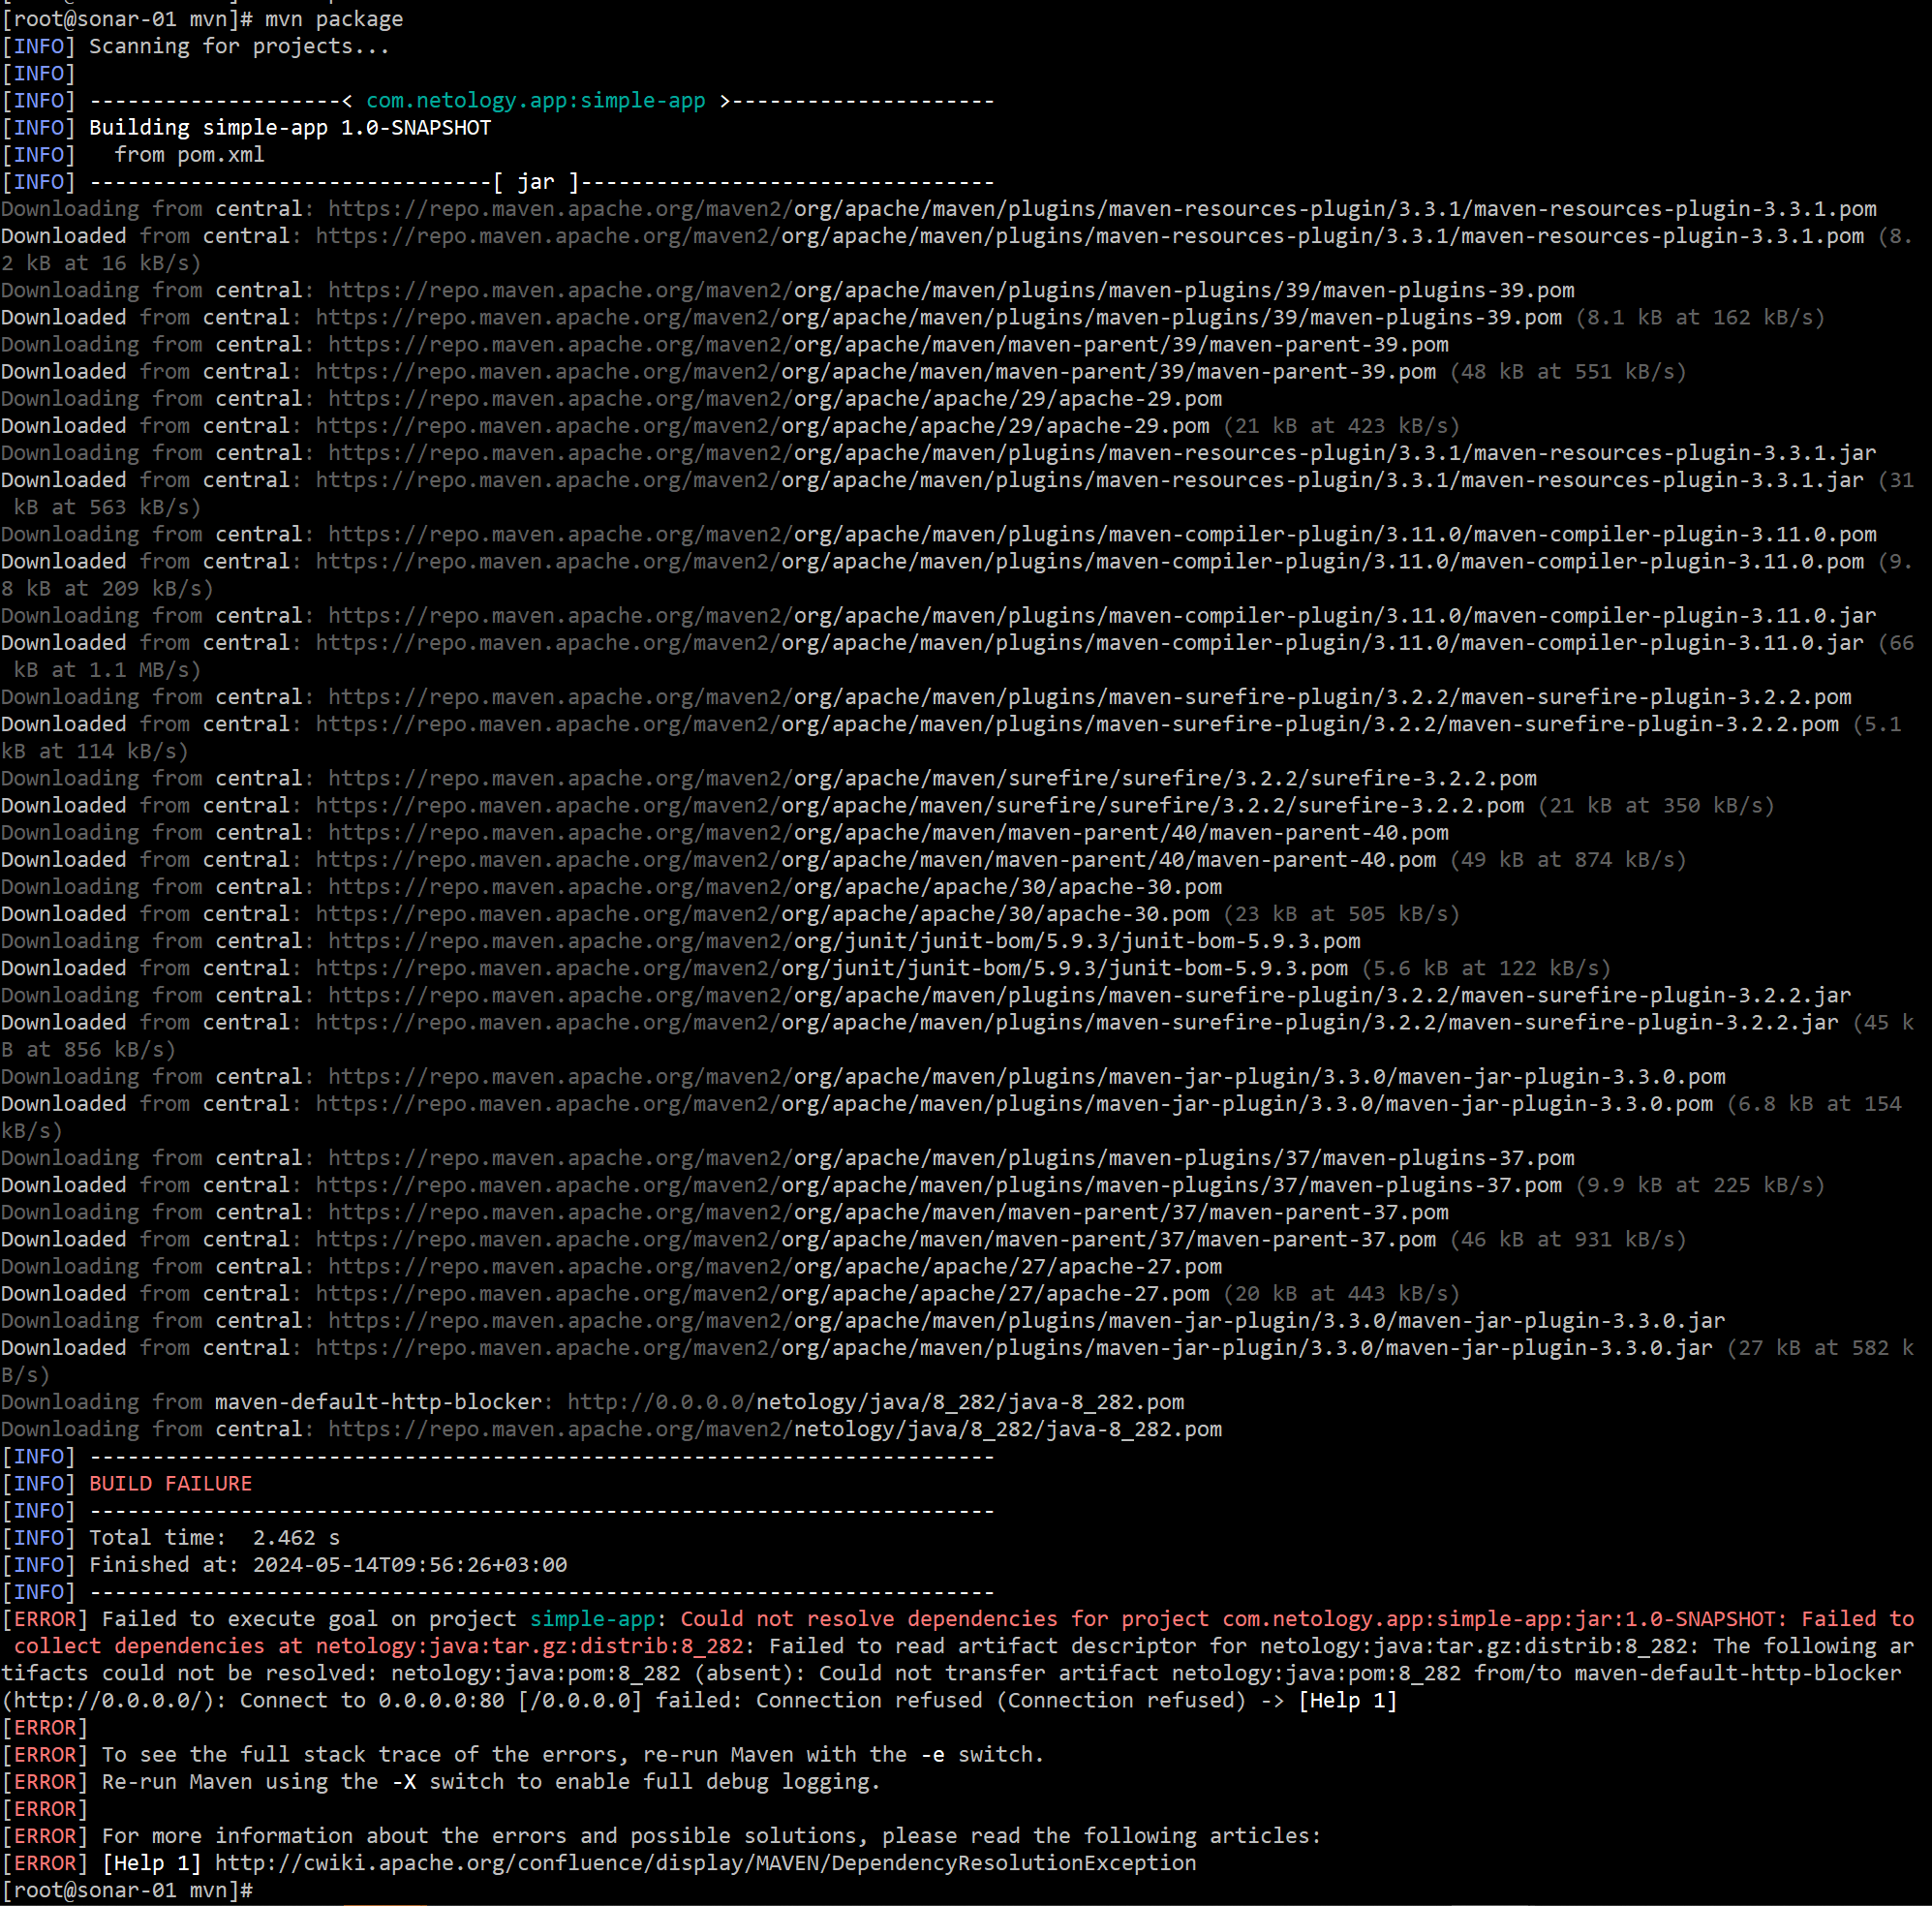 [root@sonar-01 mvn]# mvn package
[INFO] Scanning for projects...
[INFO]
[INFO] --------------------< com.netology.app:simple-app >---------------------
[INFO] Building simple-app 1.0-SNAPSHOT
[INFO]   from pom.xml
[INFO] --------------------------------[ jar ]---------------------------------
Downloading from central: https://repo.maven.apache.org/maven2/org/apache/maven/plugins/maven-resources-plugin/3.3.1/maven-resources-plugin-3.3.1.pom
Downloaded from central: https://repo.maven.apache.org/maven2/org/apache/maven/plugins/maven-resources-plugin/3.3.1/maven-resources-plugin-3.3.1.pom (8.
2 kB at 16 kB/s)
Downloading from central: https://repo.maven.apache.org/maven2/org/apache/maven/plugins/maven-plugins/39/maven-plugins-39.pom
Downloaded from central: https://repo.maven.apache.org/maven2/org/apache/maven/plugins/maven-plugins/39/maven-plugins-39.pom (8.1 kB at 162 kB/s)
Downloading from central: https://repo.maven.apache.org/maven2/org/apache/maven/maven-parent/39/maven-parent-39.pom
Downloaded from central: https://repo.maven.apache.org/maven2/org/apache/maven/maven-parent/39/maven-parent-39.pom (48 kB at 551 kB/s)
Downloading from central: https://repo.maven.apache.org/maven2/org/apache/apache/29/apache-29.pom
Downloaded from central: https://repo.maven.apache.org/maven2/org/apache/apache/29/apache-29.pom (21 kB at 423 kB/s)
Downloading from central: https://repo.maven.apache.org/maven2/org/apache/maven/plugins/maven-resources-plugin/3.3.1/maven-resources-plugin-3.3.1.jar
Downloaded from central: https://repo.maven.apache.org/maven2/org/apache/maven/plugins/maven-resources-plugin/3.3.1/maven-resources-plugin-3.3.1.jar (31
 kB at 563 kB/s)
Downloading from central: https://repo.maven.apache.org/maven2/org/apache/maven/plugins/maven-compiler-plugin/3.11.0/maven-compiler-plugin-3.11.0.pom
Downloaded from central: https://repo.maven.apache.org/maven2/org/apache/maven/plugins/maven-compiler-plugin/3.11.0/maven-compiler-plugin-3.11.0.pom (9.
8 kB at 209 kB/s)
Downloading from central: https://repo.maven.apache.org/maven2/org/apache/maven/plugins/maven-compiler-plugin/3.11.0/maven-compiler-plugin-3.11.0.jar
Downloaded from central: https://repo.maven.apache.org/maven2/org/apache/maven/plugins/maven-compiler-plugin/3.11.0/maven-compiler-plugin-3.11.0.jar (66
 kB at 1.1 MB/s)
Downloading from central: https://repo.maven.apache.org/maven2/org/apache/maven/plugins/maven-surefire-plugin/3.2.2/maven-surefire-plugin-3.2.2.pom
Downloaded from central: https://repo.maven.apache.org/maven2/org/apache/maven/plugins/maven-surefire-plugin/3.2.2/maven-surefire-plugin-3.2.2.pom (5.1
kB at 114 kB/s)
Downloading from central: https://repo.maven.apache.org/maven2/org/apache/maven/surefire/surefire/3.2.2/surefire-3.2.2.pom
Downloaded from central: https://repo.maven.apache.org/maven2/org/apache/maven/surefire/surefire/3.2.2/surefire-3.2.2.pom (21 kB at 350 kB/s)
Downloading from central: https://repo.maven.apache.org/maven2/org/apache/maven/maven-parent/40/maven-parent-40.pom
Downloaded from central: https://repo.maven.apache.org/maven2/org/apache/maven/maven-parent/40/maven-parent-40.pom (49 kB at 874 kB/s)
Downloading from central: https://repo.maven.apache.org/maven2/org/apache/apache/30/apache-30.pom
Downloaded from central: https://repo.maven.apache.org/maven2/org/apache/apache/30/apache-30.pom (23 kB at 505 kB/s)
Downloading from central: https://repo.maven.apache.org/maven2/org/junit/junit-bom/5.9.3/junit-bom-5.9.3.pom
Downloaded from central: https://repo.maven.apache.org/maven2/org/junit/junit-bom/5.9.3/junit-bom-5.9.3.pom (5.6 kB at 122 kB/s)
Downloading from central: https://repo.maven.apache.org/maven2/org/apache/maven/plugins/maven-surefire-plugin/3.2.2/maven-surefire-plugin-3.2.2.jar
Downloaded from central: https://repo.maven.apache.org/maven2/org/apache/maven/plugins/maven-surefire-plugin/3.2.2/maven-surefire-plugin-3.2.2.jar (45 k
B at 856 kB/s)
Downloading from central: https://repo.maven.apache.org/maven2/org/apache/maven/plugins/maven-jar-plugin/3.3.0/maven-jar-plugin-3.3.0.pom
Downloaded from central: https://repo.maven.apache.org/maven2/org/apache/maven/plugins/maven-jar-plugin/3.3.0/maven-jar-plugin-3.3.0.pom (6.8 kB at 154
kB/s)
Downloading from central: https://repo.maven.apache.org/maven2/org/apache/maven/plugins/maven-plugins/37/maven-plugins-37.pom
Downloaded from central: https://repo.maven.apache.org/maven2/org/apache/maven/plugins/maven-plugins/37/maven-plugins-37.pom (9.9 kB at 225 kB/s)
Downloading from central: https://repo.maven.apache.org/maven2/org/apache/maven/maven-parent/37/maven-parent-37.pom
Downloaded from central: https://repo.maven.apache.org/maven2/org/apache/maven/maven-parent/37/maven-parent-37.pom (46 kB at 931 kB/s)
Downloading from central: https://repo.maven.apache.org/maven2/org/apache/apache/27/apache-27.pom
Downloaded from central: https://repo.maven.apache.org/maven2/org/apache/apache/27/apache-27.pom (20 kB at 443 kB/s)
Downloading from central: https://repo.maven.apache.org/maven2/org/apache/maven/plugins/maven-jar-plugin/3.3.0/maven-jar-plugin-3.3.0.jar
Downloaded from central: https://repo.maven.apache.org/maven2/org/apache/maven/plugins/maven-jar-plugin/3.3.0/maven-jar-plugin-3.3.0.jar (27 kB at 582 k
B/s)
Downloading from maven-default-http-blocker: http://0.0.0.0/netology/java/8_282/java-8_282.pom
Downloading from central: https://repo.maven.apache.org/maven2/netology/java/8_282/java-8_282.pom
[INFO] ------------------------------------------------------------------------
[INFO] BUILD FAILURE
[INFO] ------------------------------------------------------------------------
[INFO] Total time:  2.462 s
[INFO] Finished at: 2024-05-14T09:56:26+03:00
[INFO] ------------------------------------------------------------------------
[ERROR] Failed to execute goal on project simple-app: Could not resolve dependencies for project com.netology.app:simple-app:jar:1.0-SNAPSHOT: Failed to
 collect dependencies at netology:java:tar.gz:distrib:8_282: Failed to read artifact descriptor for netology:java:tar.gz:distrib:8_282: The following ar
tifacts could not be resolved: netology:java:pom:8_282 (absent): Could not transfer artifact netology:java:pom:8_282 from/to maven-default-http-blocker
(http://0.0.0.0/): Connect to 0.0.0.0:80 [/0.0.0.0] failed: Connection refused (Connection refused) -> [Help 1]
[ERROR]
[ERROR] To see the full stack trace of the errors, re-run Maven with the -e switch.
[ERROR] Re-run Maven using the -X switch to enable full debug logging.
[ERROR]
[ERROR] For more information about the errors and possible solutions, please read the following articles:
[ERROR] [Help 1] http://cwiki.apache.org/confluence/display/MAVEN/DependencyResolutionException
[root@sonar-01 mvn]#